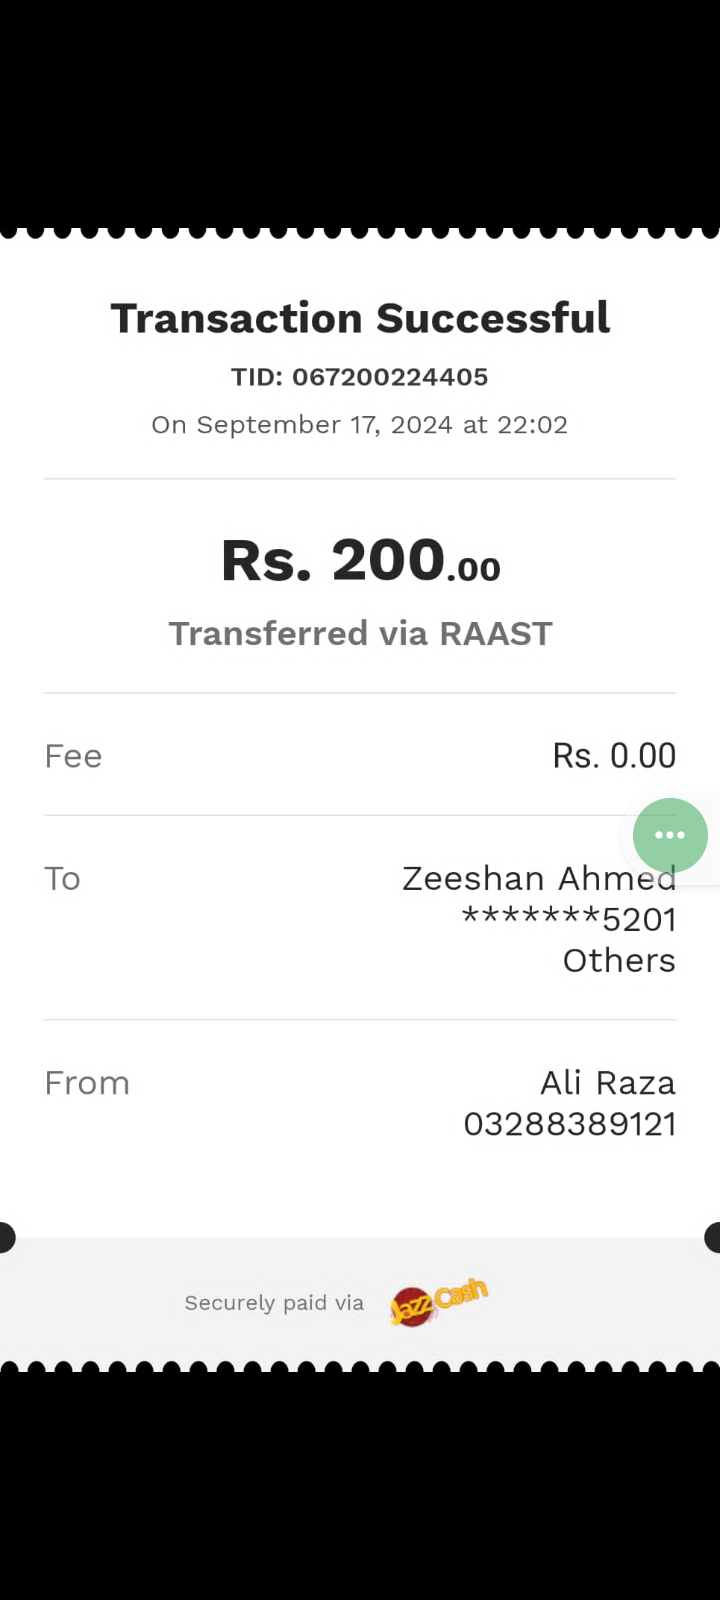 Transaction Successful
TID: 067200224405
On September 17, 2024 at 22:02
Rs. 200.00
Transferred via RAAST
Fee Rs. 0.00
To Zeeshan Ahmed
*******5201
Others
From Ali Raza
03288389121
Securely paid via JazzCash